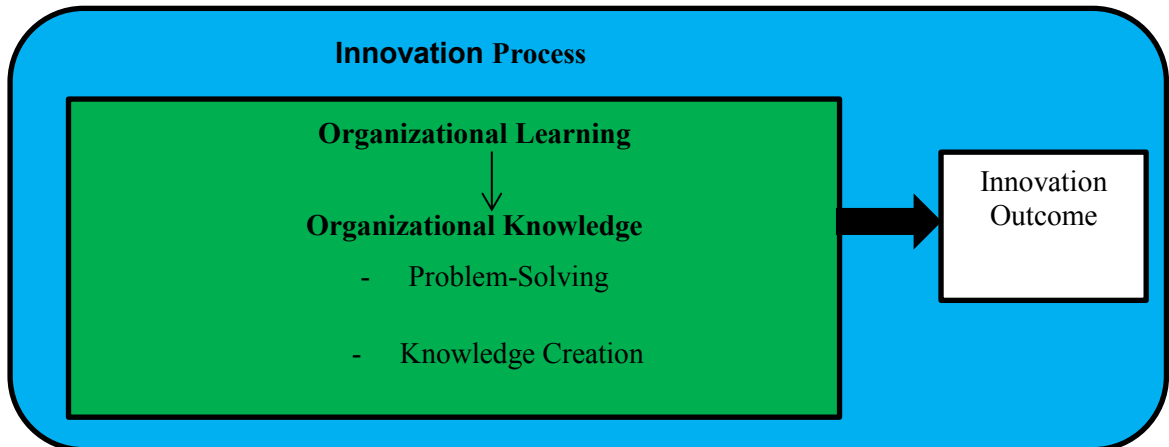 Innovation Process
Organizational Learning
Organizational Knowledge
- Problem-Solving
- Knowledge Creation
Innovation
Outcome